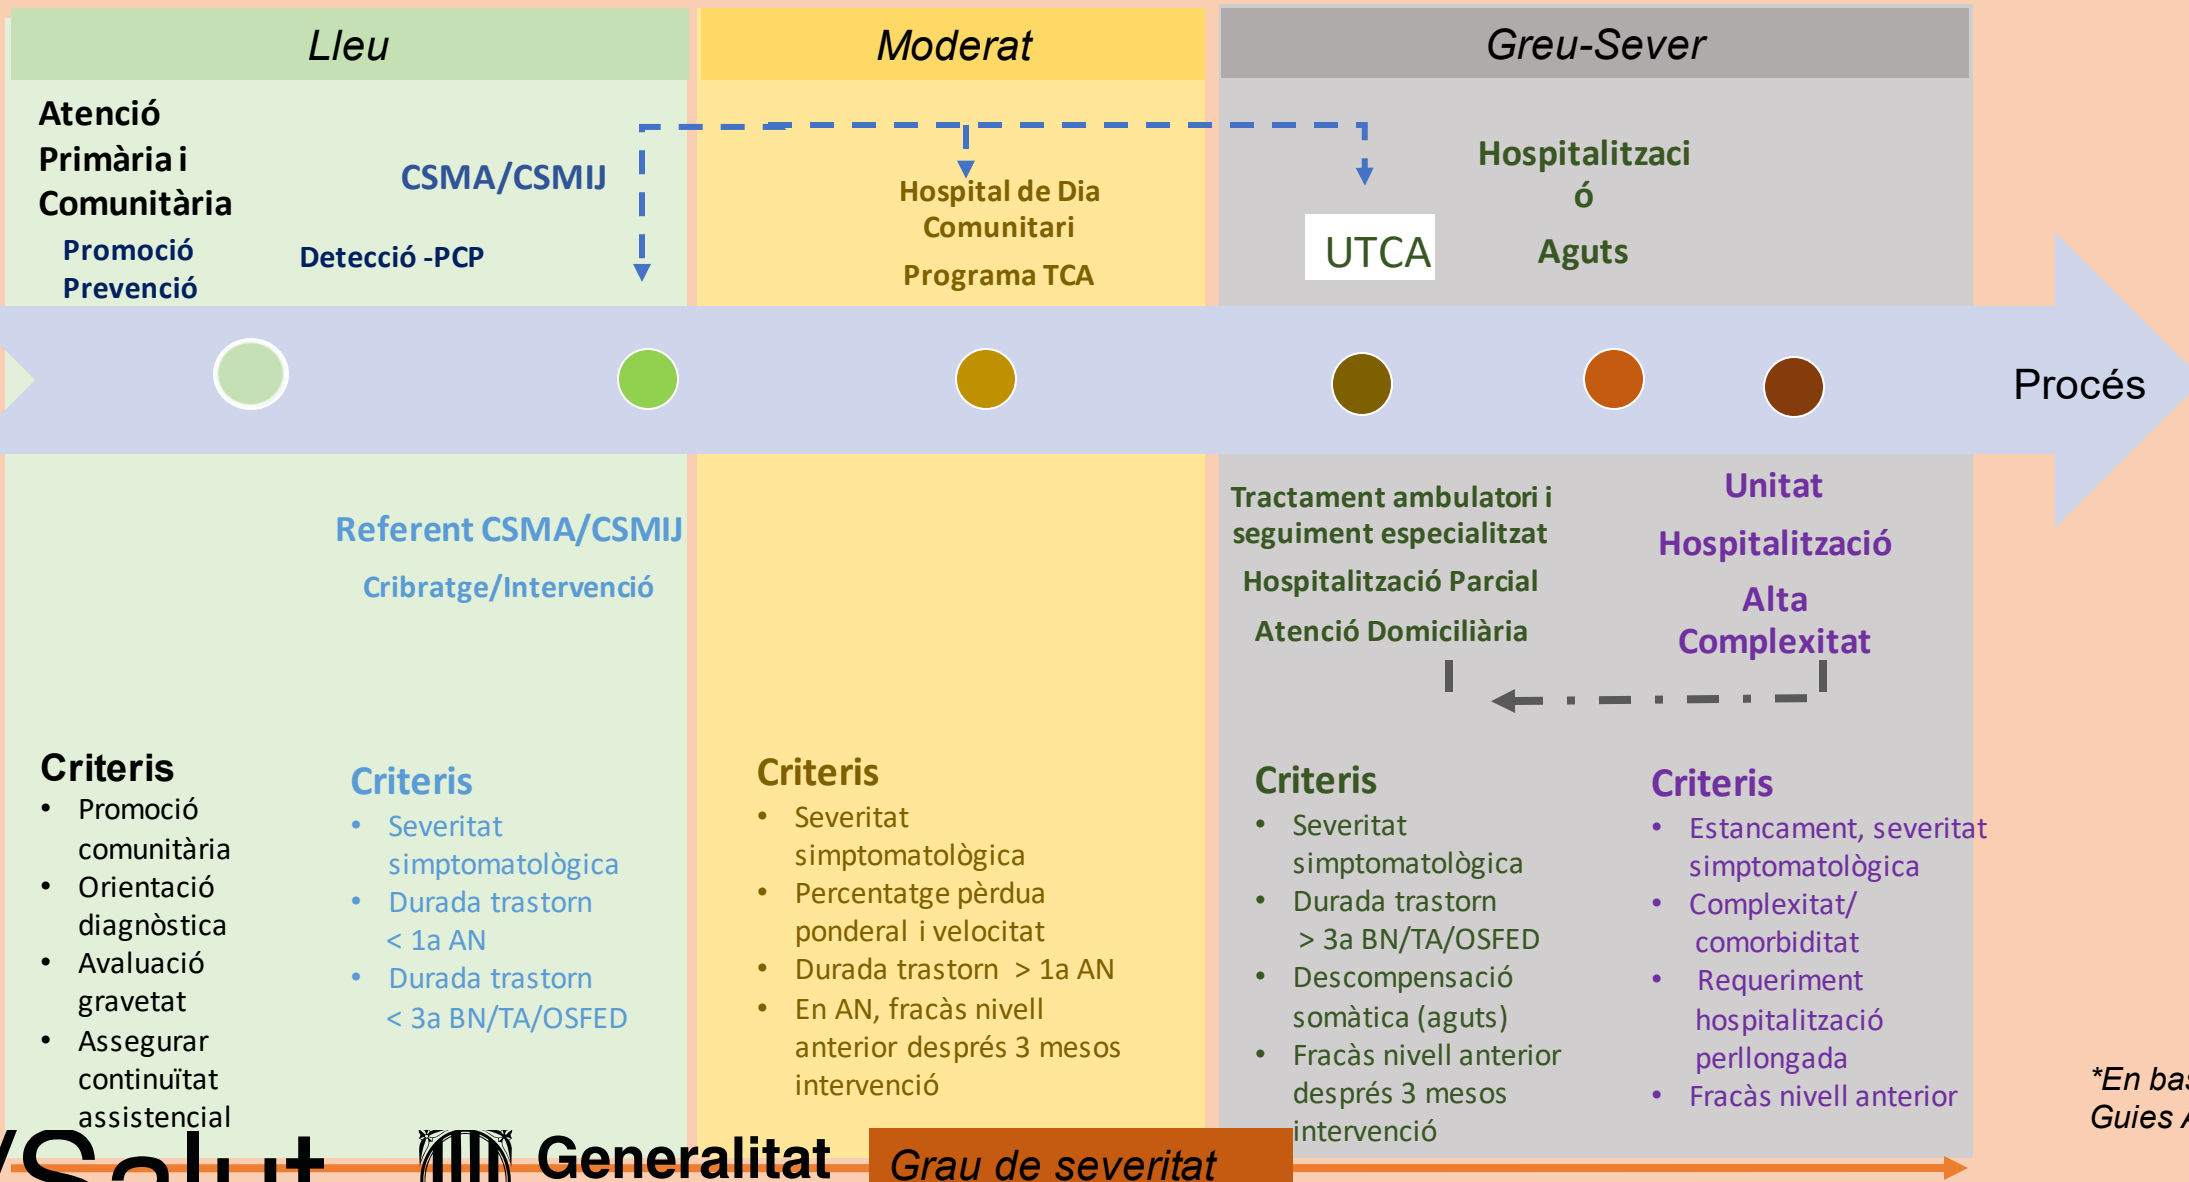 Lleu
Moderat
Greu-Sever
Atenció
Primària i
Comunitària
Promoció
Prevenció
CSMA/CSMIJ
Detecció -PCP
Hospital de Dia
Comunitari
Programa TCA
UTCA
Hospitalitzaci
ó
Aguts
Procés
Referent CSMA/CSMIJ
Cribratge/Intervenció
Tractament ambulatori i
seguiment especialitzat
Hospitalització Parcial
Atenció Domiciliària
Unitat
Hospitalització
Alta
Complexitat
Criteris
• Promoció
comunitària
• Orientació
diagnòstica
• Avaluació
gravetat
• Assegurar
continuïtat
assistencial
Criteris
• Severitat
simptomatològica
• Durada trastorn
< 1a AN
• Durada trastorn
< 3a BN/TA/OSFED
Criteris
• Severitat
simptomatològica
• Percentatge pèrdua
ponderal i velocitat
• Durada trastorn > 1a AN
• En AN, fracàs nivell
anterior després 3 mesos
intervenció
Criteris
• Severitat
simptomatològica
• Durada trastorn
> 3a BN/TA/OSFED
• Descompensació
somàtica (aguts)
• Fracàs nivell anterior
després 3 mesos
intervenció
Criteris
• Estancament, severitat
simptomatològica
• Complexitat/
comorbiditat
• Requeriment
hospitalització
perllongada
• Fracàs nivell anterior
*En bas
Guies A
/Salut
Generalitat
Grau de severitat